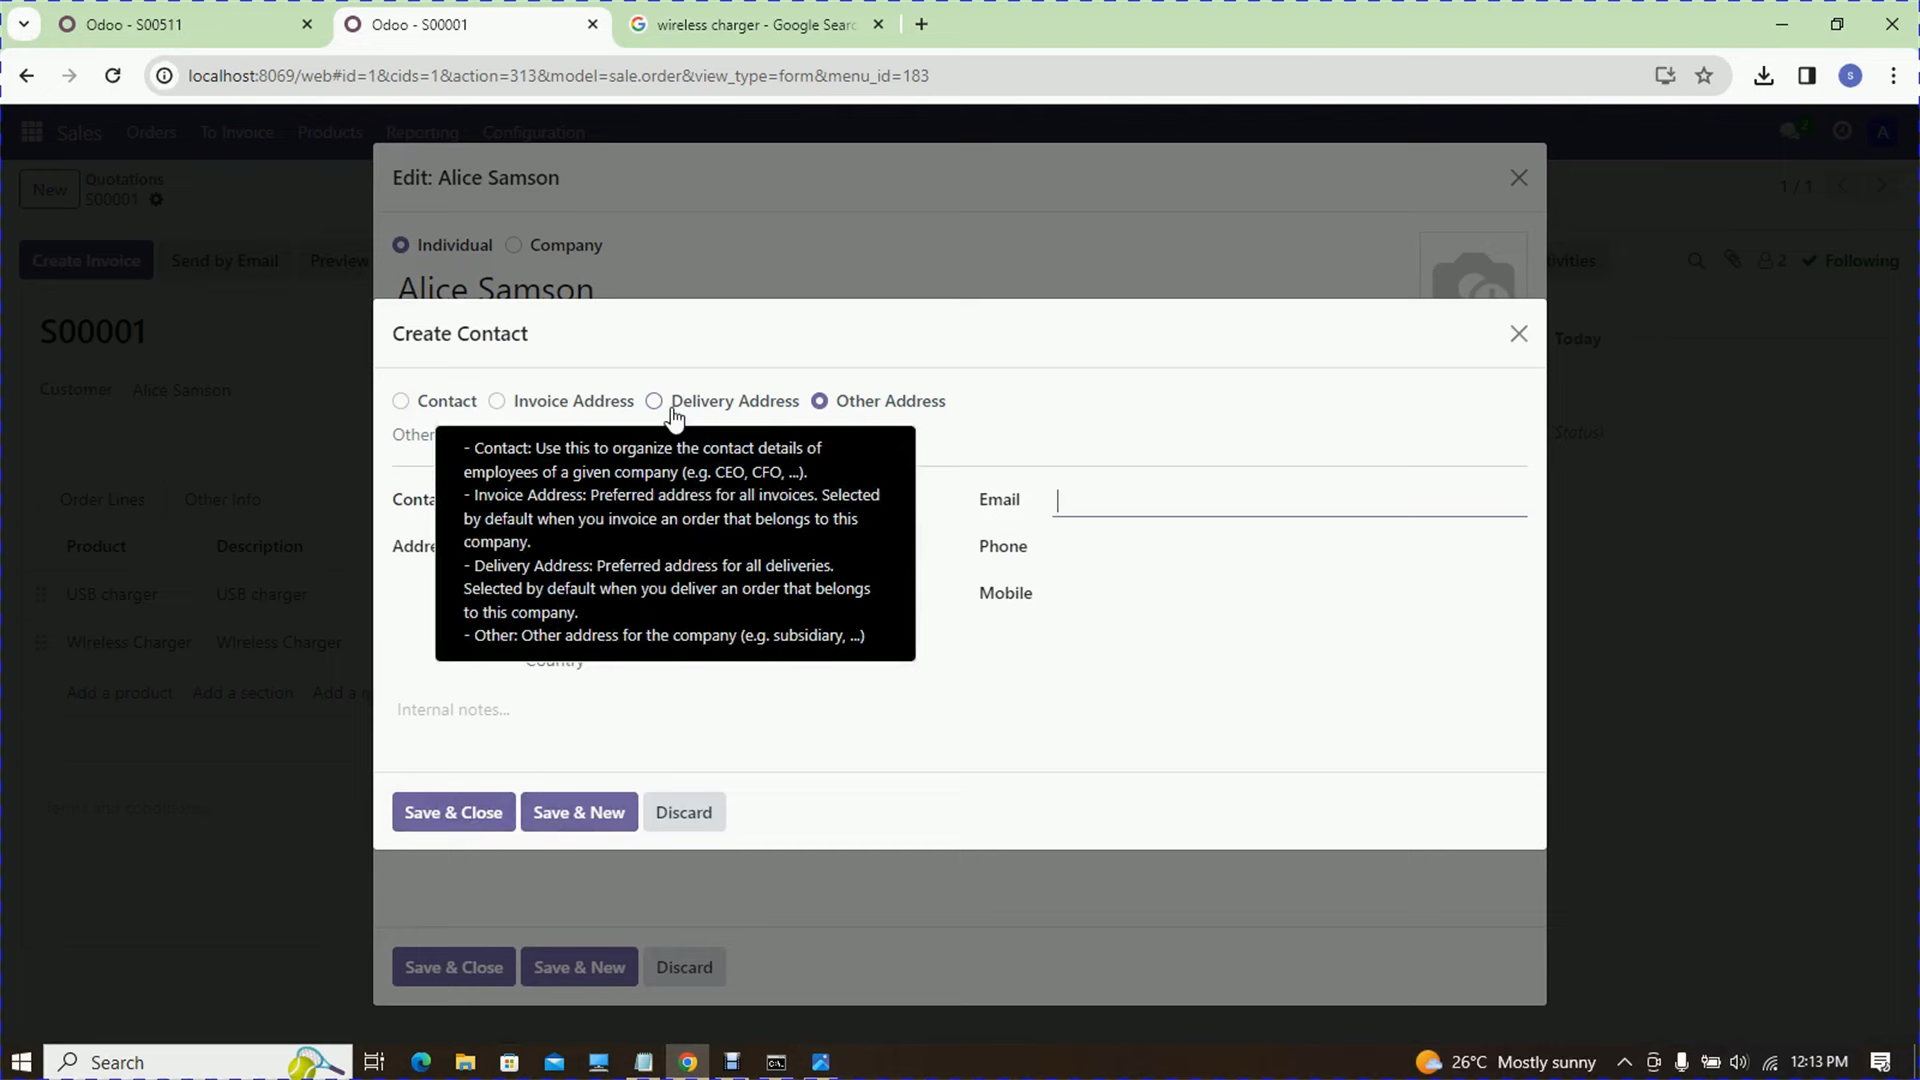 Odoo - S00511
Odoo - S00001
wireless charger - Google Searc
localhost:8069/web#id=1&cids=1&action=313&model=sale.order&view_type=form&menu_id=183
S
Sales Orders To Invoice Products Reporting Configuration
2
A
New
Quotations
S00001
1 / 1
Create Invoice
Send by Email
Preview
tivities
2
Following
S00001
Customer
Alice Samson
Today
Order Lines
Other Info
Product
Description
USB charger
USB charger
Wireless Charger
Wireless Charger
Add a product Add a section Add a
Terms and conditions...
Status)
Edit: Alice Samson
Individual
Company
Alice Samson
Create Contact
Contact
Invoice Address
Delivery Address
Other Address
Other
Conta
Addre
- Contact: Use this to organize the contact details of
employees of a given company (e.g. CEO, CFO, ...).
- Invoice Address: Preferred address for all invoices. Selected
by default when you invoice an order that belongs to this
company.
- Delivery Address: Preferred address for all deliveries.
Selected by default when you deliver an order that belongs
to this company.
- Other: Other address for the company (e.g. subsidiary, ...)
Country
Email
Phone
Mobile
Internal notes...
Save & Close
Save & New
Discard
Save & Close
Save & New
Discard
Search
26°C Mostly sunny
12:13 PM